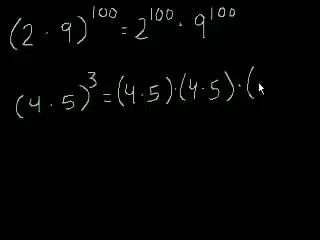 (2 · 9)^100 = 2^100 · 9^100
(4 · 5)^3 = (4 · 5) · (4 · 5) · (